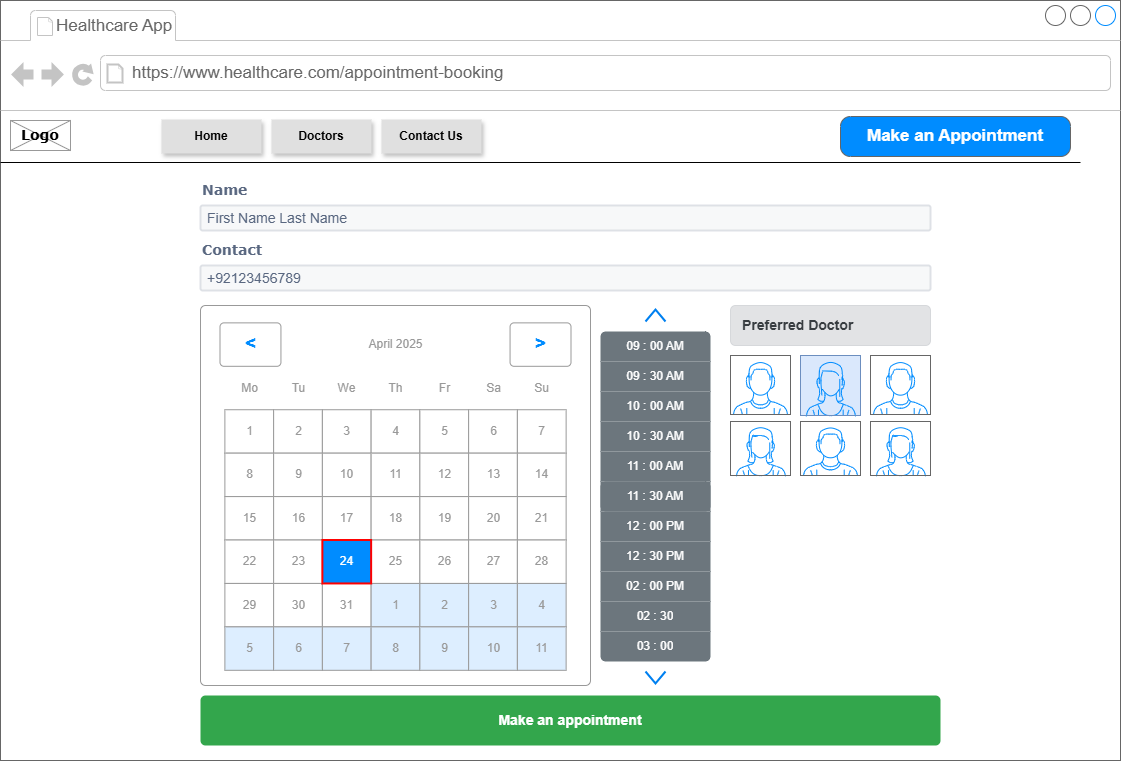 Healthcare App
https://www.healthcare.com/appointment-booking
Logo
Home Doctors Contact Us Make an Appointment
Name
First Name Last Name
Contact
+92123456789
< April 2025 >
Mo Tu We Th Fr Sa Su
1 2 3 4 5 6 7
8 9 10 11 12 13 14
15 16 17 18 19 20 21
22 23 24 25 26 27 28
29 30 31 1 2 3 4
5 6 7 8 9 10 11
09 : 00 AM
09 : 30 AM
10 : 00 AM
10 : 30 AM
11 : 00 AM
11 : 30 AM
12 : 00 PM
12 : 30 PM
02 : 00 PM
02 : 30
03 : 00
Preferred Doctor
Make an appointment